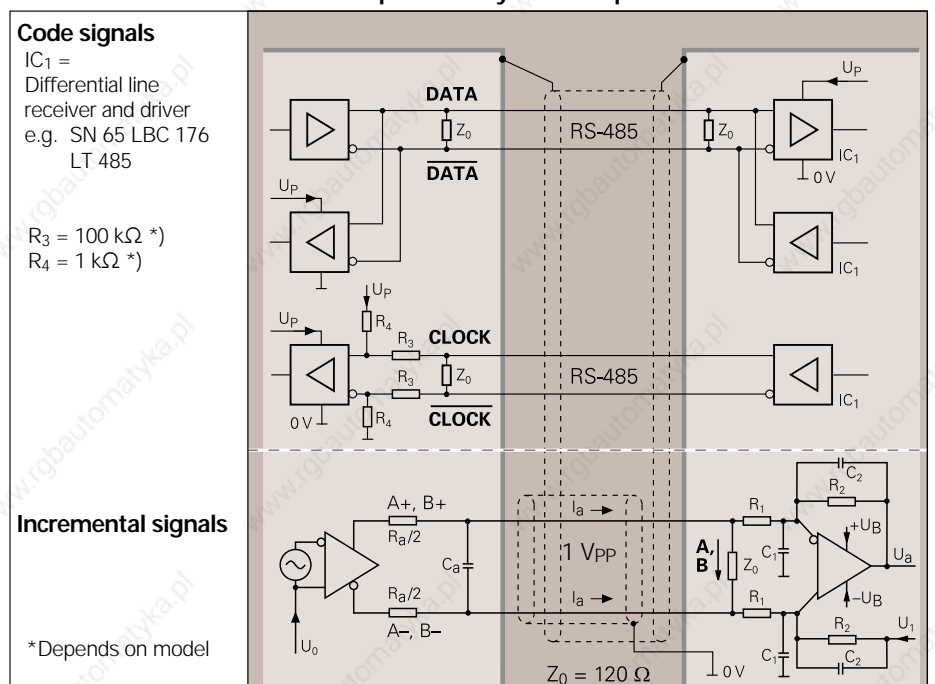 Code signals
IC1 =
Differential line
receiver and driver
e.g. SN 65 LBC 176
LT 485
R3 = 100 kΩ *)
R4 = 1 kΩ *)
DATA
Z0
RS-485
Z0
UP
IC1
DATA
0 V
UP
IC1
UP
UP
R4
R3
CLOCK
Z0
RS-485
R3
R4
0 V
CLOCK
IC1
Incremental signals
*Depends on model
A+, B+
Ra/2
Ca
Ra/2
A–, B–
U0
Ia
1 VPP
Ia
Z0 = 120 Ω
0 V
A,
B
Z0
R1
C1
R1
C1
C2
R2
+UB
Ua
–UB
R2
U1
C2
www.rgbautomatyka.pl